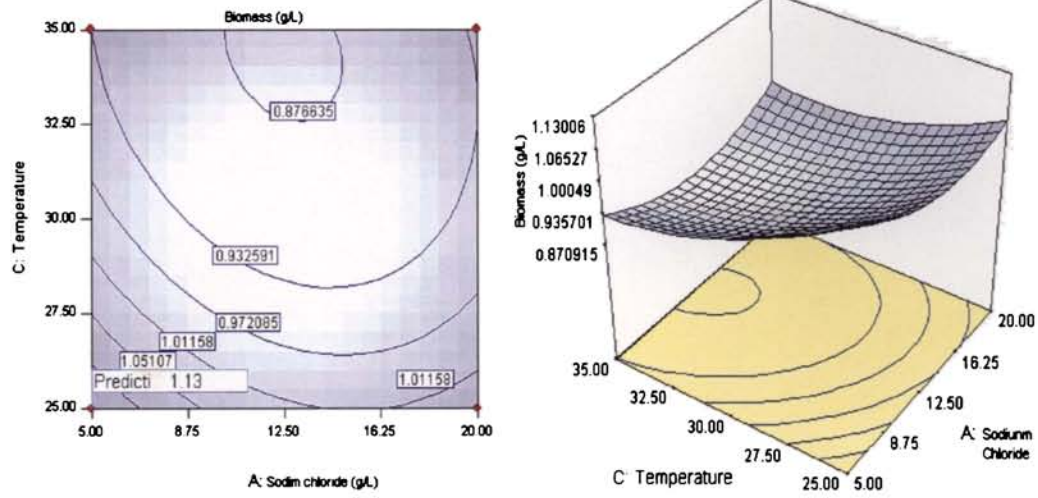 Biomass (g/L)
35.00
32.50
30.00
27.50
25.00
C: Temperature
0.876635
0.932591
0.972085
1.01158
1.05107
Predicti 1.13
1.01158
5.00 8.75 12.50 16.25 20.00
A: Sodim chloride (g/L)
1.13006
1.06527
1.00049
0.935701
0.870915
Biomass (g/L)
35.00
32.50
30.00
27.50
25.00
C: Temperature
20.00
16.25
12.50
8.75
5.00
A: Sodiunm
Chloride